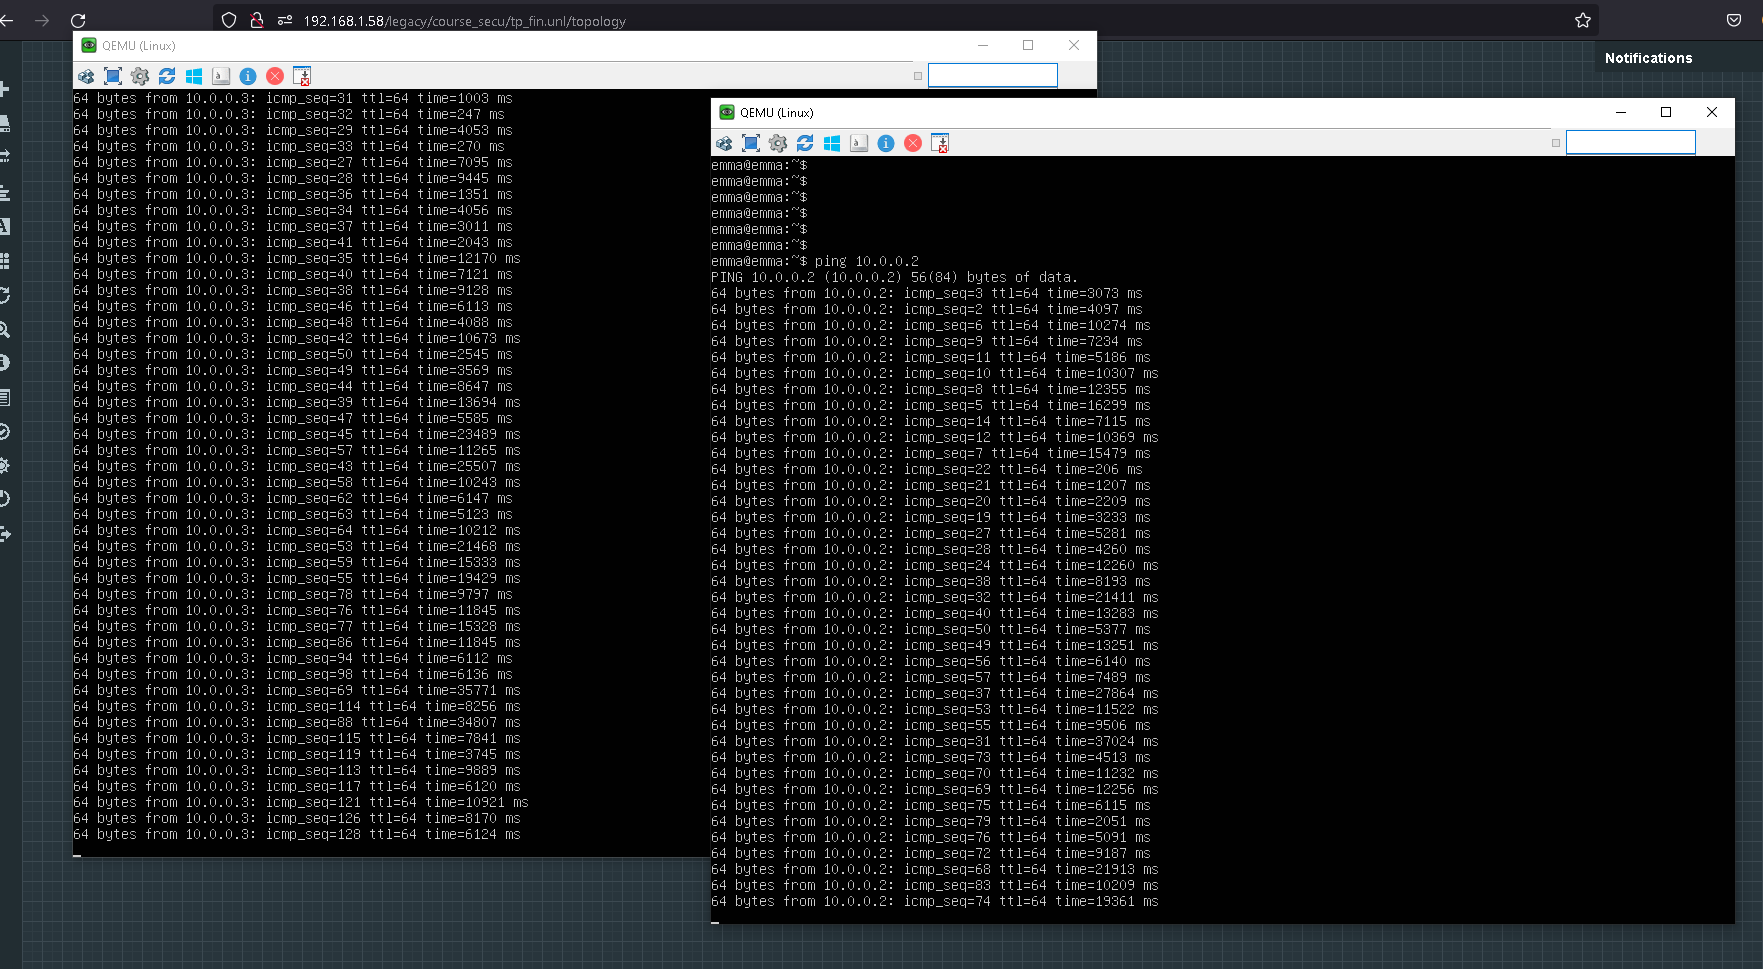 192.168.1.58/legacy/course_secu/tp_fin.unl/topology
Notifications
QEMU (Linux)
64 bytes from 10.0.0.3: icmp_seq=31 ttl=64 time=1003 ms
64 bytes from 10.0.0.3: icmp_seq=32 ttl=64 time=247 ms
64 bytes from 10.0.0.3: icmp_seq=29 ttl=64 time=4053 ms
64 bytes from 10.0.0.3: icmp_seq=33 ttl=64 time=270 ms
64 bytes from 10.0.0.3: icmp_seq=27 ttl=64 time=7095 ms
64 bytes from 10.0.0.3: icmp_seq=28 ttl=64 time=9445 ms
64 bytes from 10.0.0.3: icmp_seq=36 ttl=64 time=1351 ms
64 bytes from 10.0.0.3: icmp_seq=34 ttl=64 time=4056 ms
64 bytes from 10.0.0.3: icmp_seq=37 ttl=64 time=3011 ms
64 bytes from 10.0.0.3: icmp_seq=41 ttl=64 time=2043 ms
64 bytes from 10.0.0.3: icmp_seq=35 ttl=64 time=12170 ms
64 bytes from 10.0.0.3: icmp_seq=40 ttl=64 time=7121 ms
64 bytes from 10.0.0.3: icmp_seq=38 ttl=64 time=9128 ms
64 bytes from 10.0.0.3: icmp_seq=46 ttl=64 time=6113 ms
64 bytes from 10.0.0.3: icmp_seq=48 ttl=64 time=4088 ms
64 bytes from 10.0.0.3: icmp_seq=42 ttl=64 time=10673 ms
64 bytes from 10.0.0.3: icmp_seq=50 ttl=64 time=2545 ms
64 bytes from 10.0.0.3: icmp_seq=49 ttl=64 time=3569 ms
64 bytes from 10.0.0.3: icmp_seq=44 ttl=64 time=8647 ms
64 bytes from 10.0.0.3: icmp_seq=39 ttl=64 time=13694 ms
64 bytes from 10.0.0.3: icmp_seq=47 ttl=64 time=5585 ms
64 bytes from 10.0.0.3: icmp_seq=45 ttl=64 time=23489 ms
64 bytes from 10.0.0.3: icmp_seq=57 ttl=64 time=11265 ms
64 bytes from 10.0.0.3: icmp_seq=43 ttl=64 time=25507 ms
64 bytes from 10.0.0.3: icmp_seq=58 ttl=64 time=10243 ms
64 bytes from 10.0.0.3: icmp_seq=62 ttl=64 time=6147 ms
64 bytes from 10.0.0.3: icmp_seq=63 ttl=64 time=5123 ms
64 bytes from 10.0.0.3: icmp_seq=64 ttl=64 time=10212 ms
64 bytes from 10.0.0.3: icmp_seq=53 ttl=64 time=21468 ms
64 bytes from 10.0.0.3: icmp_seq=59 ttl=64 time=15333 ms
64 bytes from 10.0.0.3: icmp_seq=55 ttl=64 time=19429 ms
64 bytes from 10.0.0.3: icmp_seq=78 ttl=64 time=9797 ms
64 bytes from 10.0.0.3: icmp_seq=76 ttl=64 time=11845 ms
64 bytes from 10.0.0.3: icmp_seq=77 ttl=64 time=15328 ms
64 bytes from 10.0.0.3: icmp_seq=86 ttl=64 time=11845 ms
64 bytes from 10.0.0.3: icmp_seq=94 ttl=64 time=6112 ms
64 bytes from 10.0.0.3: icmp_seq=98 ttl=64 time=6136 ms
64 bytes from 10.0.0.3: icmp_seq=69 ttl=64 time=35771 ms
64 bytes from 10.0.0.3: icmp_seq=114 ttl=64 time=8256 ms
64 bytes from 10.0.0.3: icmp_seq=88 ttl=64 time=34807 ms
64 bytes from 10.0.0.3: icmp_seq=115 ttl=64 time=7841 ms
64 bytes from 10.0.0.3: icmp_seq=119 ttl=64 time=3745 ms
64 bytes from 10.0.0.3: icmp_seq=113 ttl=64 time=9889 ms
64 bytes from 10.0.0.3: icmp_seq=117 ttl=64 time=6120 ms
64 bytes from 10.0.0.3: icmp_seq=121 ttl=64 time=10921 ms
64 bytes from 10.0.0.3: icmp_seq=126 ttl=64 time=8170 ms
64 bytes from 10.0.0.3: icmp_seq=128 ttl=64 time=6124 ms
QEMU (Linux)
emma@emma:~$
emma@emma:~$
emma@emma:~$
emma@emma:~$
emma@emma:~$
emma@emma:~$
emma@emma:~$ ping 10.0.0.2
PING 10.0.0.2 (10.0.0.2) 56(84) bytes of data.
64 bytes from 10.0.0.2: icmp_seq=3 ttl=64 time=3073 ms
64 bytes from 10.0.0.2: icmp_seq=2 ttl=64 time=4097 ms
64 bytes from 10.0.0.2: icmp_seq=6 ttl=64 time=10274 ms
64 bytes from 10.0.0.2: icmp_seq=9 ttl=64 time=7234 ms
64 bytes from 10.0.0.2: icmp_seq=11 ttl=64 time=5186 ms
64 bytes from 10.0.0.2: icmp_seq=10 ttl=64 time=10307 ms
64 bytes from 10.0.0.2: icmp_seq=8 ttl=64 time=12355 ms
64 bytes from 10.0.0.2: icmp_seq=5 ttl=64 time=16299 ms
64 bytes from 10.0.0.2: icmp_seq=14 ttl=64 time=7115 ms
64 bytes from 10.0.0.2: icmp_seq=12 ttl=64 time=10369 ms
64 bytes from 10.0.0.2: icmp_seq=7 ttl=64 time=15479 ms
64 bytes from 10.0.0.2: icmp_seq=22 ttl=64 time=206 ms
64 bytes from 10.0.0.2: icmp_seq=21 ttl=64 time=1207 ms
64 bytes from 10.0.0.2: icmp_seq=20 ttl=64 time=2209 ms
64 bytes from 10.0.0.2: icmp_seq=19 ttl=64 time=3233 ms
64 bytes from 10.0.0.2: icmp_seq=27 ttl=64 time=5281 ms
64 bytes from 10.0.0.2: icmp_seq=28 ttl=64 time=4260 ms
64 bytes from 10.0.0.2: icmp_seq=24 ttl=64 time=12260 ms
64 bytes from 10.0.0.2: icmp_seq=38 ttl=64 time=8193 ms
64 bytes from 10.0.0.2: icmp_seq=32 ttl=64 time=21411 ms
64 bytes from 10.0.0.2: icmp_seq=40 ttl=64 time=13283 ms
64 bytes from 10.0.0.2: icmp_seq=50 ttl=64 time=5377 ms
64 bytes from 10.0.0.2: icmp_seq=49 ttl=64 time=13251 ms
64 bytes from 10.0.0.2: icmp_seq=56 ttl=64 time=6140 ms
64 bytes from 10.0.0.2: icmp_seq=57 ttl=64 time=7489 ms
64 bytes from 10.0.0.2: icmp_seq=37 ttl=64 time=27864 ms
64 bytes from 10.0.0.2: icmp_seq=53 ttl=64 time=11522 ms
64 bytes from 10.0.0.2: icmp_seq=55 ttl=64 time=9506 ms
64 bytes from 10.0.0.2: icmp_seq=31 ttl=64 time=37024 ms
64 bytes from 10.0.0.2: icmp_seq=73 ttl=64 time=4513 ms
64 bytes from 10.0.0.2: icmp_seq=70 ttl=64 time=11232 ms
64 bytes from 10.0.0.2: icmp_seq=69 ttl=64 time=12256 ms
64 bytes from 10.0.0.2: icmp_seq=75 ttl=64 time=6115 ms
64 bytes from 10.0.0.2: icmp_seq=79 ttl=64 time=2051 ms
64 bytes from 10.0.0.2: icmp_seq=76 ttl=64 time=5091 ms
64 bytes from 10.0.0.2: icmp_seq=72 ttl=64 time=9187 ms
64 bytes from 10.0.0.2: icmp_seq=68 ttl=64 time=21913 ms
64 bytes from 10.0.0.2: icmp_seq=83 ttl=64 time=10209 ms
64 bytes from 10.0.0.2: icmp_seq=74 ttl=64 time=19361 ms